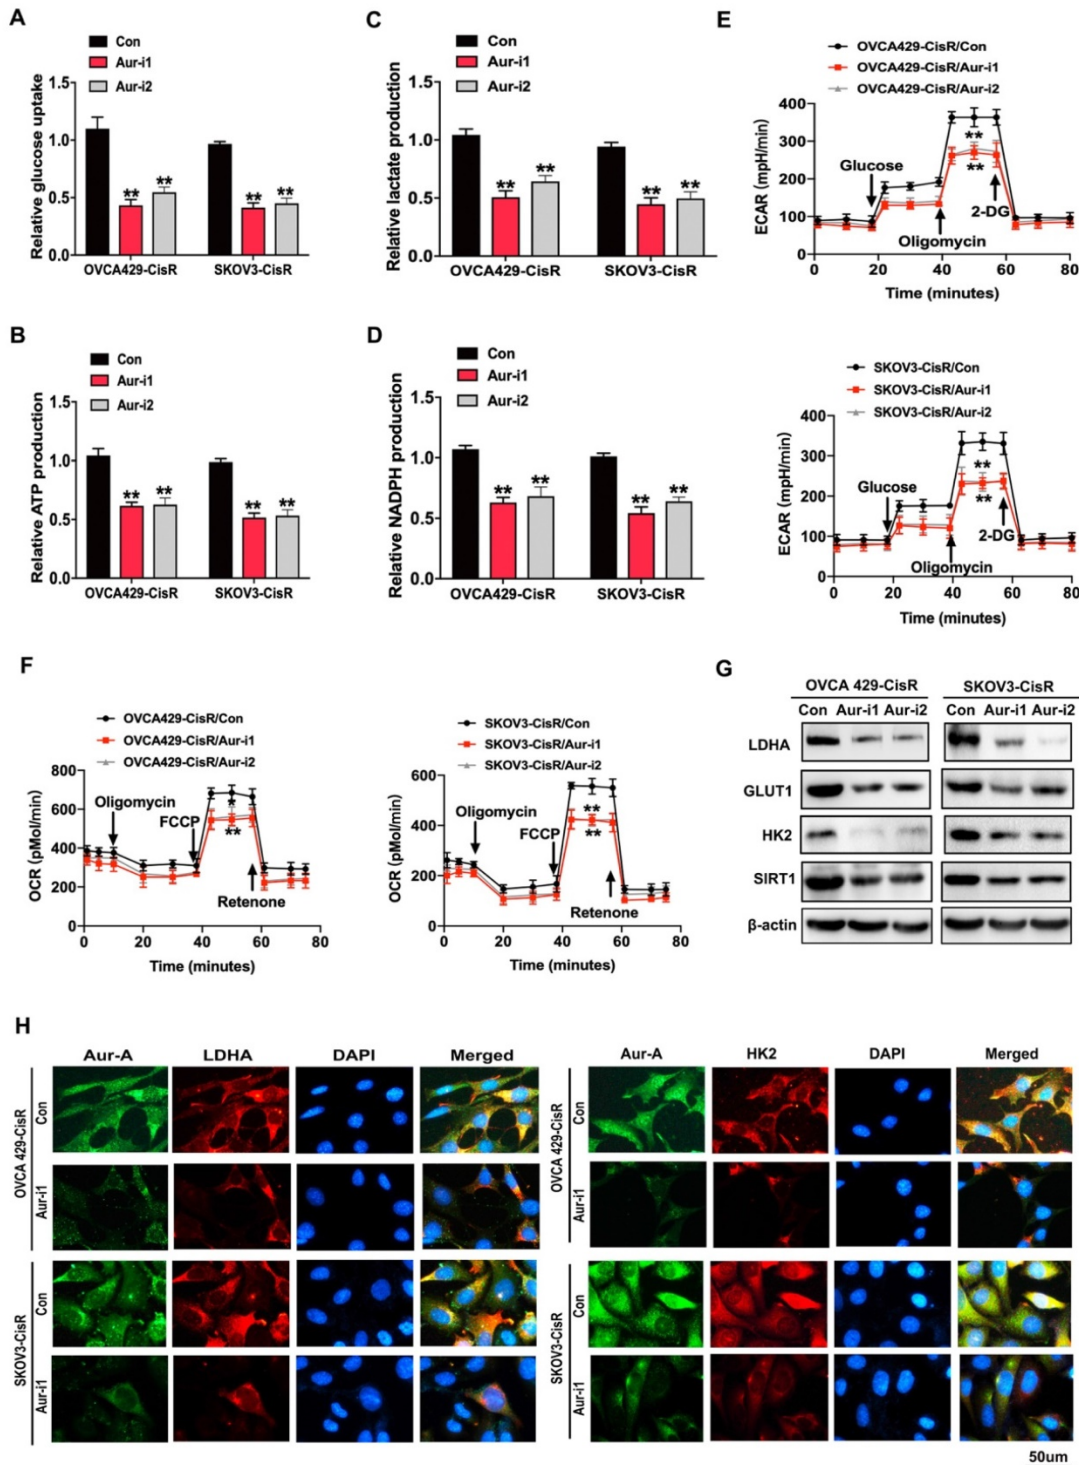 A
Con
Aur-i1
Aur-i2
Relative glucose uptake
1.5
1.0
0.5
0.0
** ** ** **
OVCA429-CisR SKOV3-CisR
C
Con
Aur-i1
Aur-i2
Relative lactate production
1.5
1.0
0.5
0.0
** ** ** **
OVCA429-CisR SKOV3-CisR
E
OVCA429-CisR/Con
OVCA429-CisR/Aur-i1
OVCA429-CisR/Aur-i2
ECAR (mpH/min)
400
300
200
100
0
Glucose
Oligomycin
2-DG
**
**
0 20 40 60 80
Time (minutes)
B
Con
Aur-i1
Aur-i2
Relative ATP production
1.5
1.0
0.5
0.0
** ** ** **
OVCA429-CisR SKOV3-CisR
D
Con
Aur-i1
Aur-i2
Relative NADPH production
1.5
1.0
0.5
0.0
** ** ** **
OVCA429-CisR SKOV3-CisR
SKOV3-CisR/Con
SKOV3-CisR/Aur-i1
SKOV3-CisR/Aur-i2
ECAR (mpH/min)
400
300
200
100
0
Glucose
Oligomycin
2-DG
**
**
0 20 40 60 80
Time (minutes)
F
OVCA429-CisR/Con
OVCA429-CisR/Aur-i1
OVCA429-CisR/Aur-i2
OCR (pMol/min)
800
600
400
200
0
Oligomycin
FCCP
Retenone
*
**
0 20 40 60 80
Time (minutes)
SKOV3-CisR/Con
SKOV3-CisR/Aur-i1
SKOV3-CisR/Aur-i2
OCR (pMol/min)
600
400
200
0
Oligomycin
FCCP
Retenone
**
**
0 20 40 60 80
Time (minutes)
G
OVCA 429-CisR SKOV3-CisR
Con Aur-i1 Aur-i2 Con Aur-i1 Aur-i2
LDHA
GLUT1
HK2
SIRT1
β-actin
H
Aur-A LDHA DAPI Merged
OVCA 429-CisR
Con
Aur-i1
SKOV3-CisR
Con
Aur-i1
Aur-A HK2 DAPI Merged
OVCA 429-CisR
Con
Aur-i1
SKOV3-CisR
Con
Aur-i1
50um